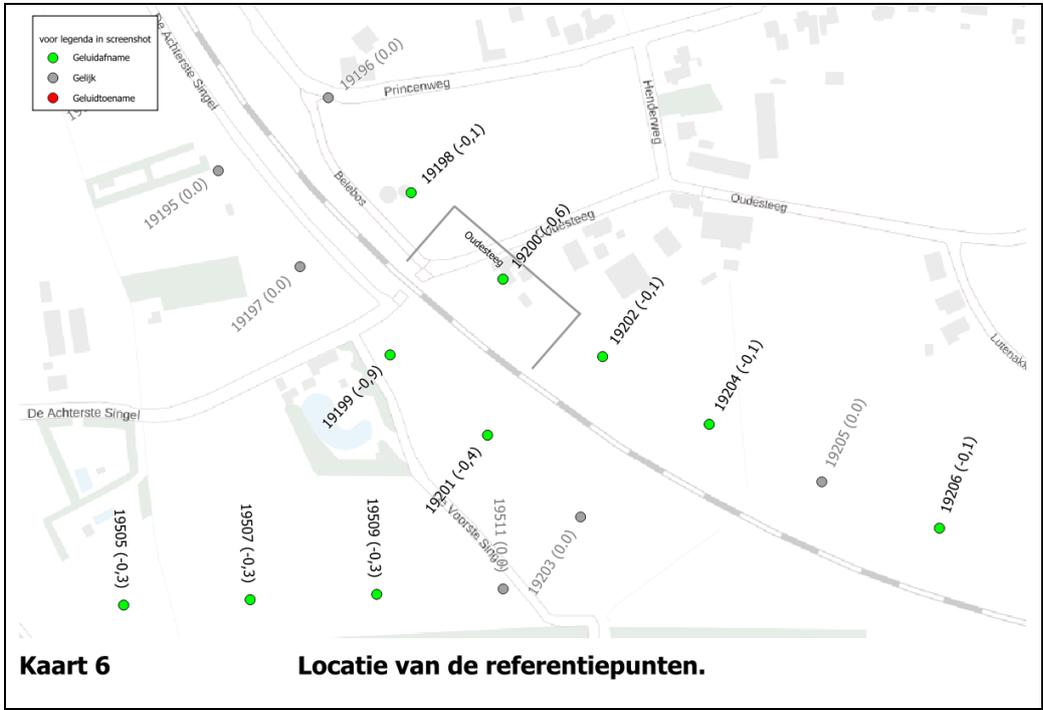 voor legenda in screenshot
Geluidafname
Gelijk
Geluidtoename
De Achterste Singel
19196 (0.0)
Princenweg
Henderweg
19198 (-0,1)
19195 (0.0)
Belebos
Oudesteeg
Oudesteeg
19200 (-0,6)
19197 (0.0)
19202 (-0,1)
19199 (-0,9)
19204 (-0,1)
De Achterste Singel
19201 (-0,4)
19205 (0.0)
19206 (-0,1)
19505 (-0,3)
19507 (-0,3)
19509 (-0,3)
19511 (0.0)
Voorste Singel
19203 (0.0)
Kaart 6
Locatie van de referentiepunten.